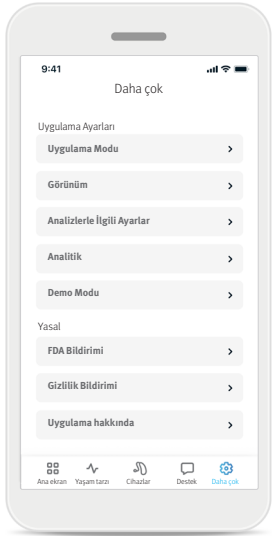 9:41
Daha çok
Uygulama Ayarları
Uygulama Modu
Görünüm
Analizlerle İlgili Ayarlar
Analitik
Demo Modu
Yasal
FDA Bildirimi
Gizlilik Bildirimi
Uygulama hakkında
Ana ekran Yaşam tarzı Cihazlar Destek Daha çok